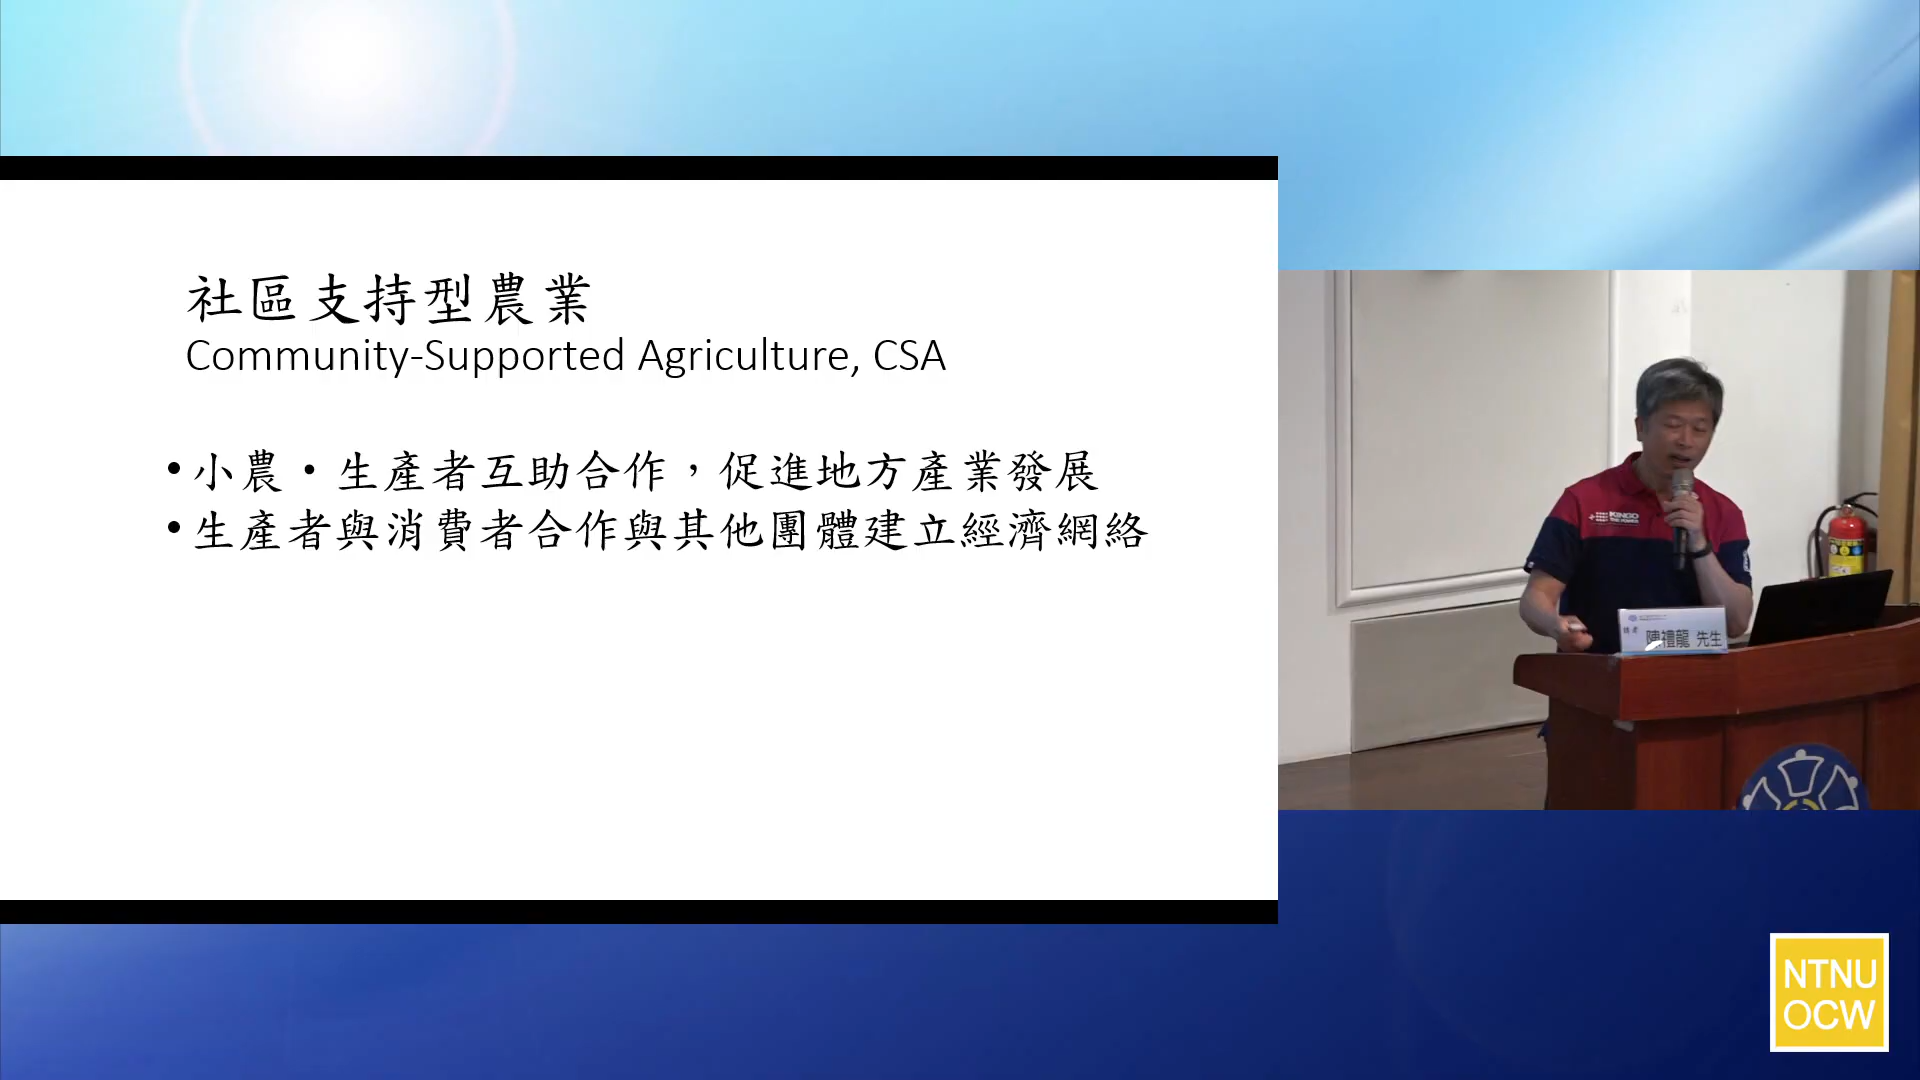 社區支持型農業
Community-Supported Agriculture, CSA
•小農·生產者互助合作，促進地方產業發展
•生產者與消費者合作與其他團體建立經濟網絡
KINGO
陳禮龍 先生
NTNU
OCW